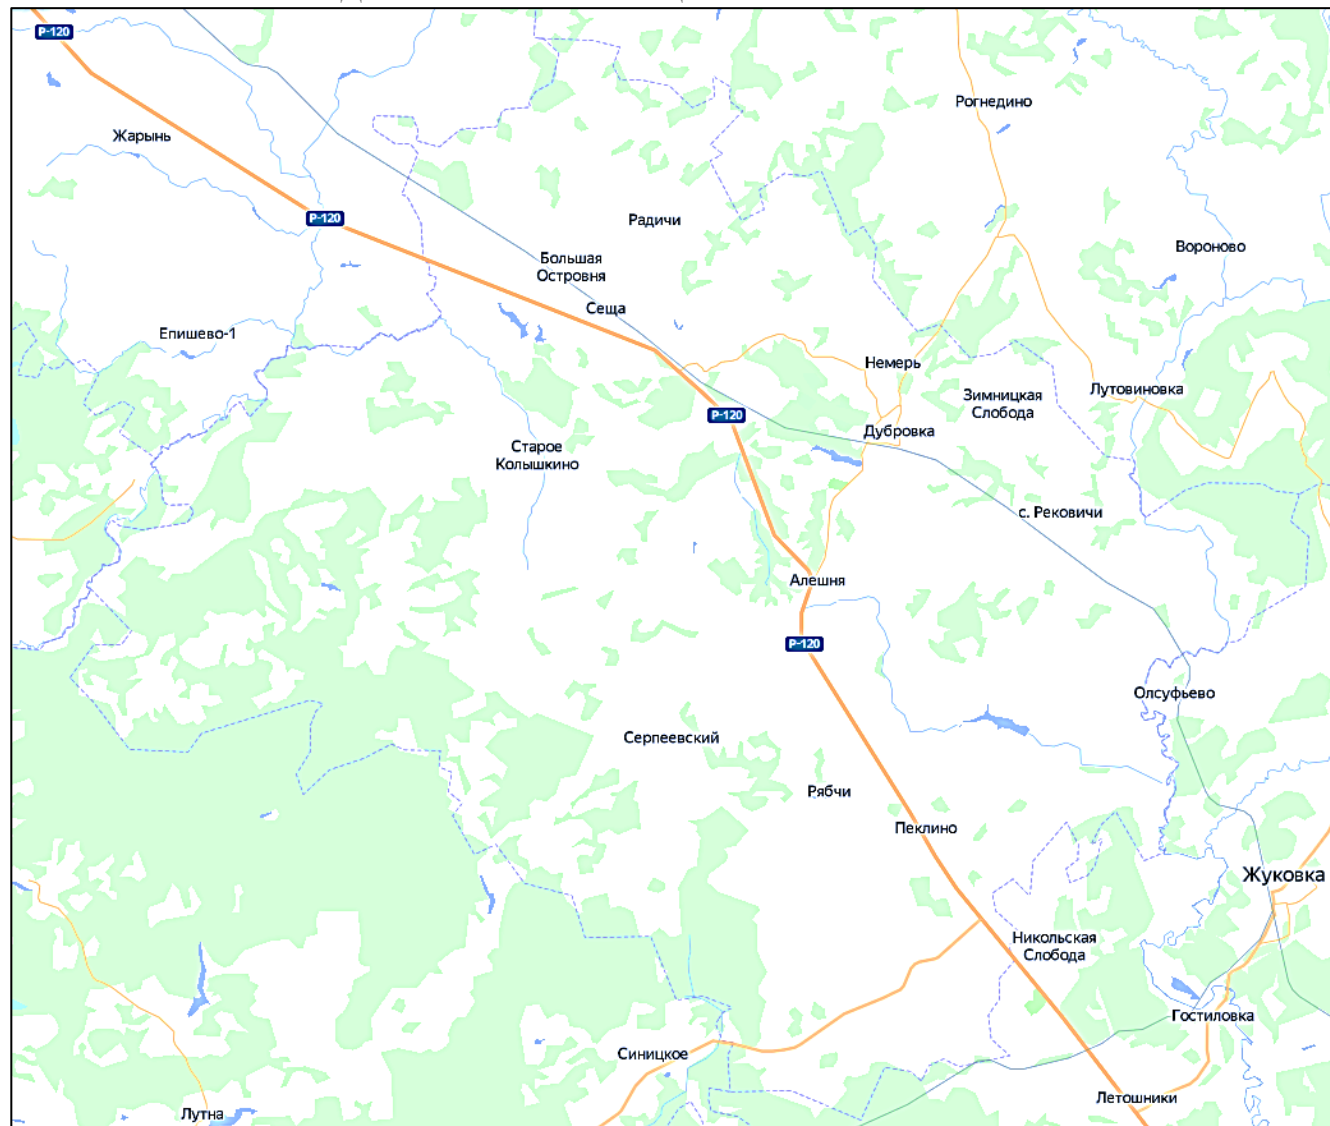 Р-120
Рогнедино
Жарынь
Р-120
Радичи
Вороново
Большая
Островня
Сеща
Епишево-1
Немерь
Зимницкая
Слобода
Лутовиновка
Р-120
Дубровка
Старое
Колышкино
с. Рековичи
Алешня
Р-120
Олсуфьево
Серпеевский
Рябчи
Пеклино
Жуковка
Никольская
Слобода
Гостиловка
Синицкое
Летошники
Лутна